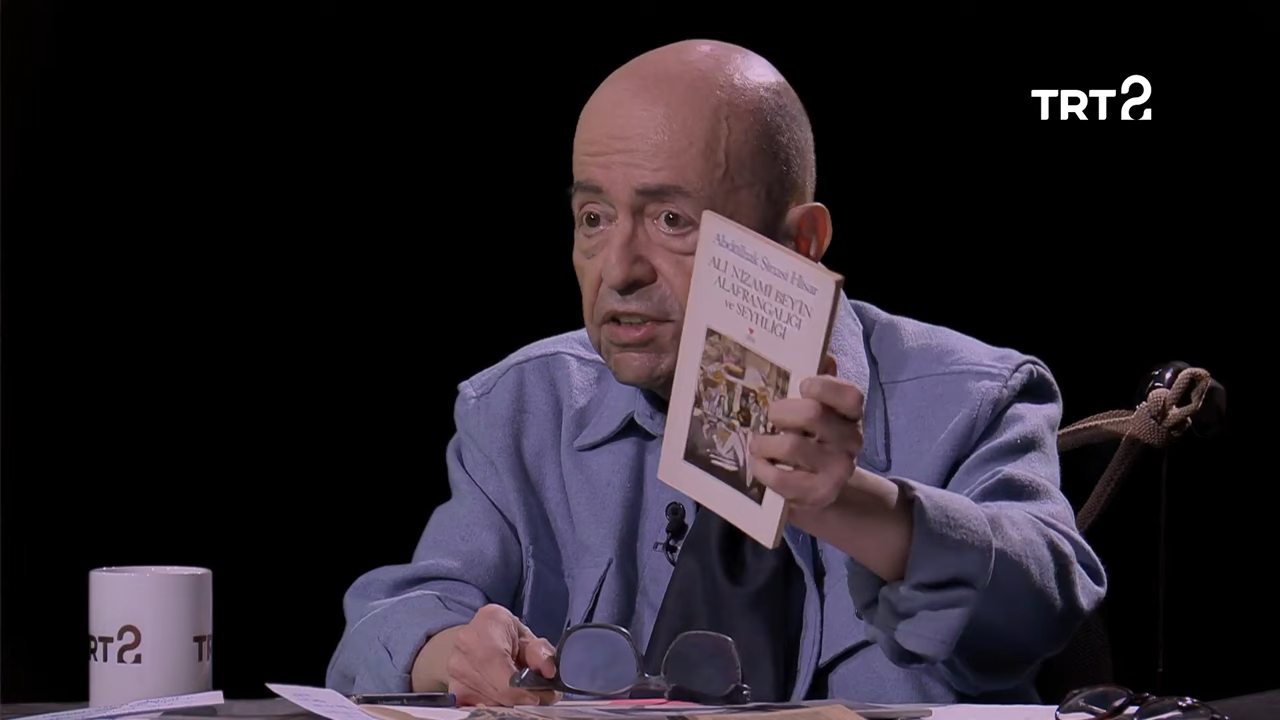 TRT2
Abdülhak Şinasi Hisar
ALİ NİZAMİ BEY'İN
ALAFRANGALIĞI
ve ŞEYHLİĞİ
RT2
T